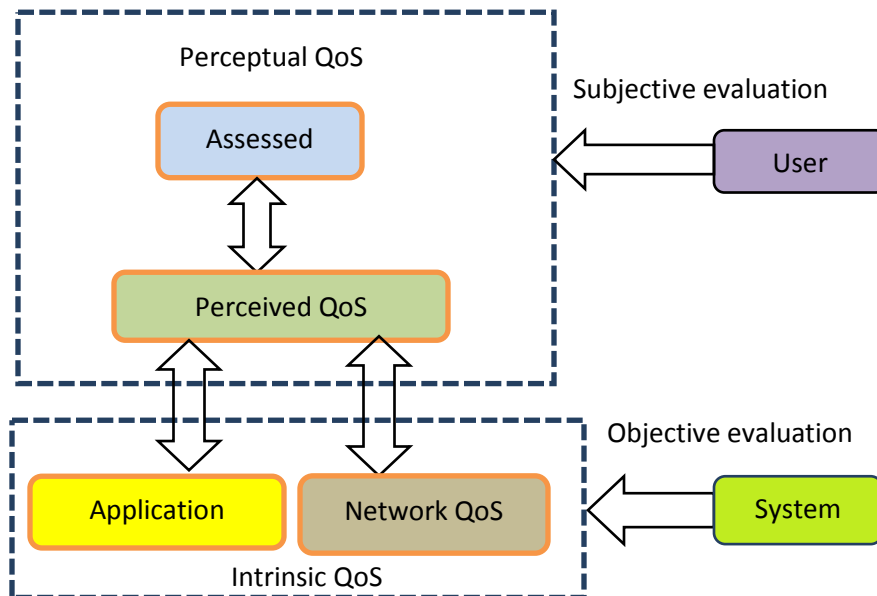 Perceptual QoS
Subjective evaluation
Assessed
User
Perceived QoS
Objective evaluation
Application
Network QoS
System
Intrinsic QoS